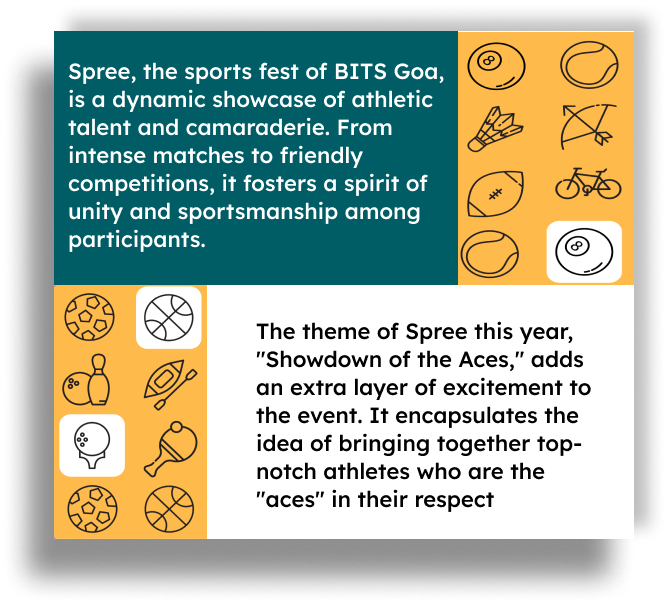 Spree, the sports fest of BITS Goa,
is a dynamic showcase of athletic
talent and camaraderie. From
intense matches to friendly
competitions, it fosters a spirit of
unity and sportsmanship among
participants.
8
8
The theme of Spree this year,
"Showdown of the Aces," adds
an extra layer of excitement to
the event. It encapsulates the
idea of bringing together top-
notch athletes who are the
"aces" in their respect